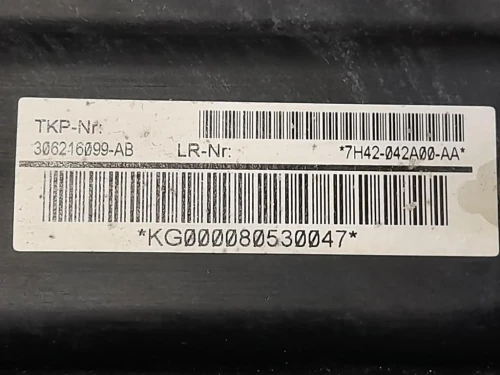 TKP-Nr:
306216099-AB LR-Nr: *7H42-042A00-AA*
*KG000080530047*